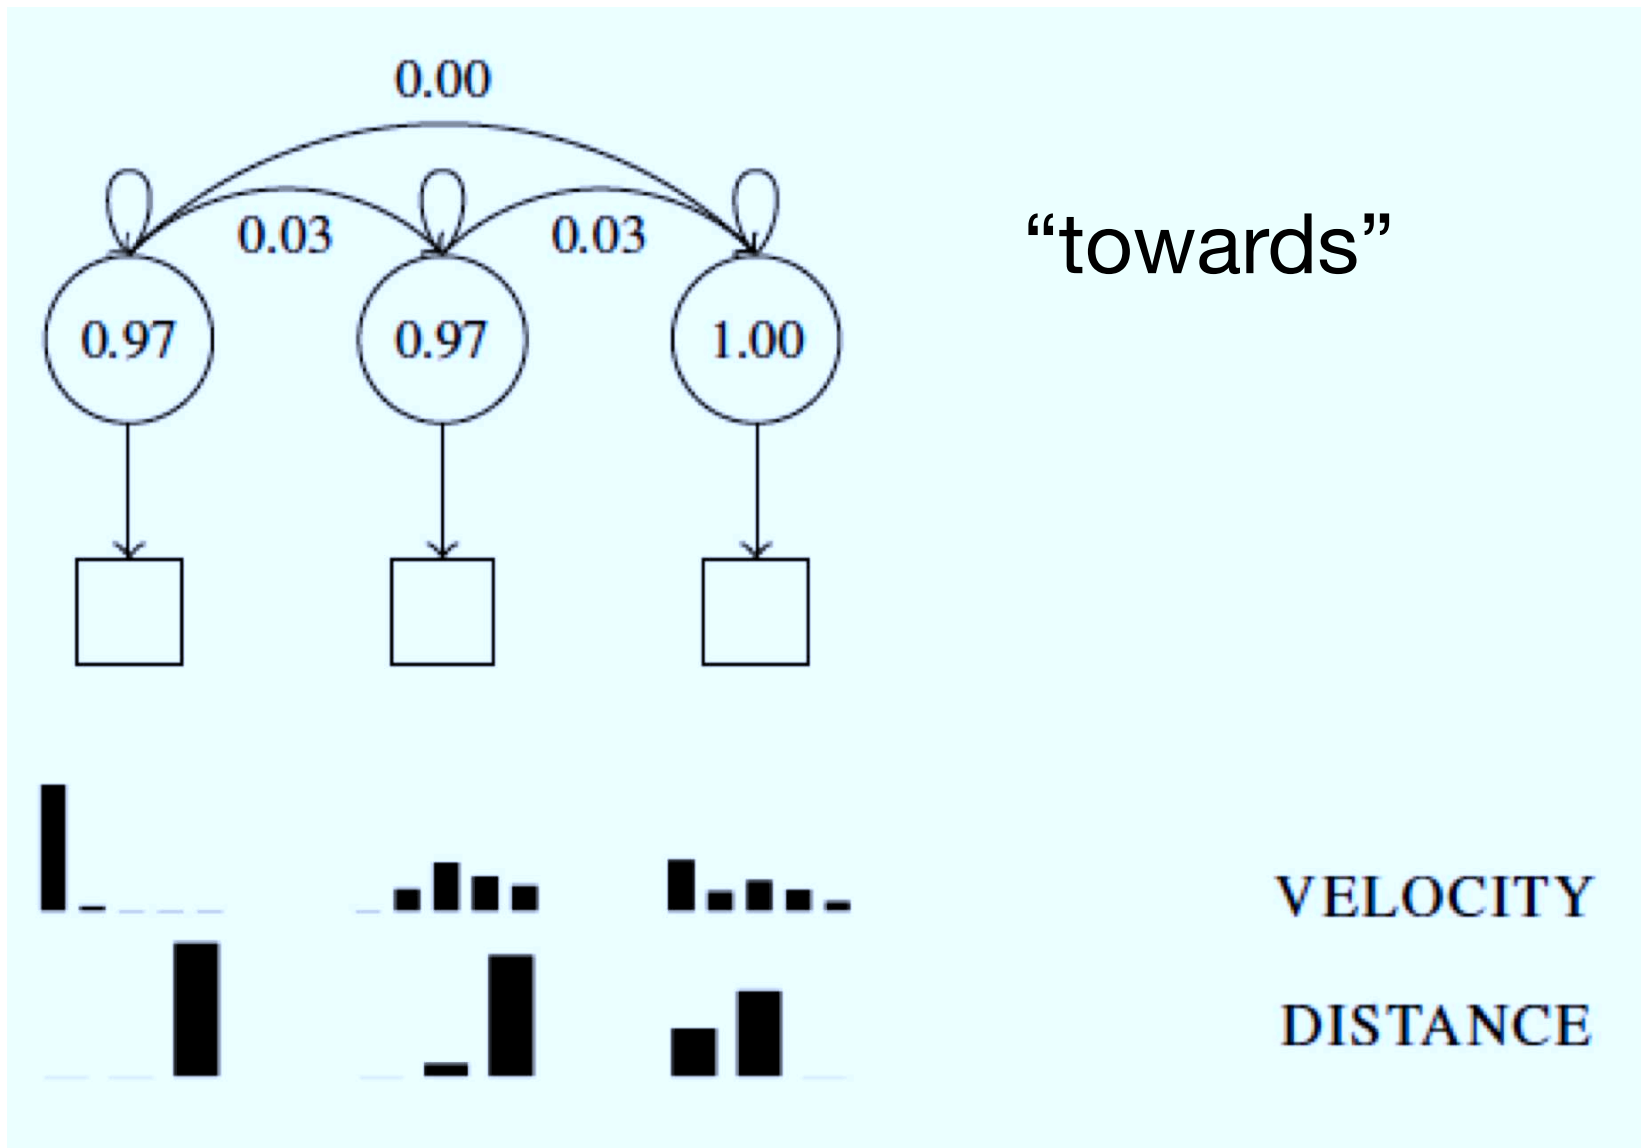 0.00
0.03 0.03
“towards”
0.97 0.97 1.00
VELOCITY
DISTANCE